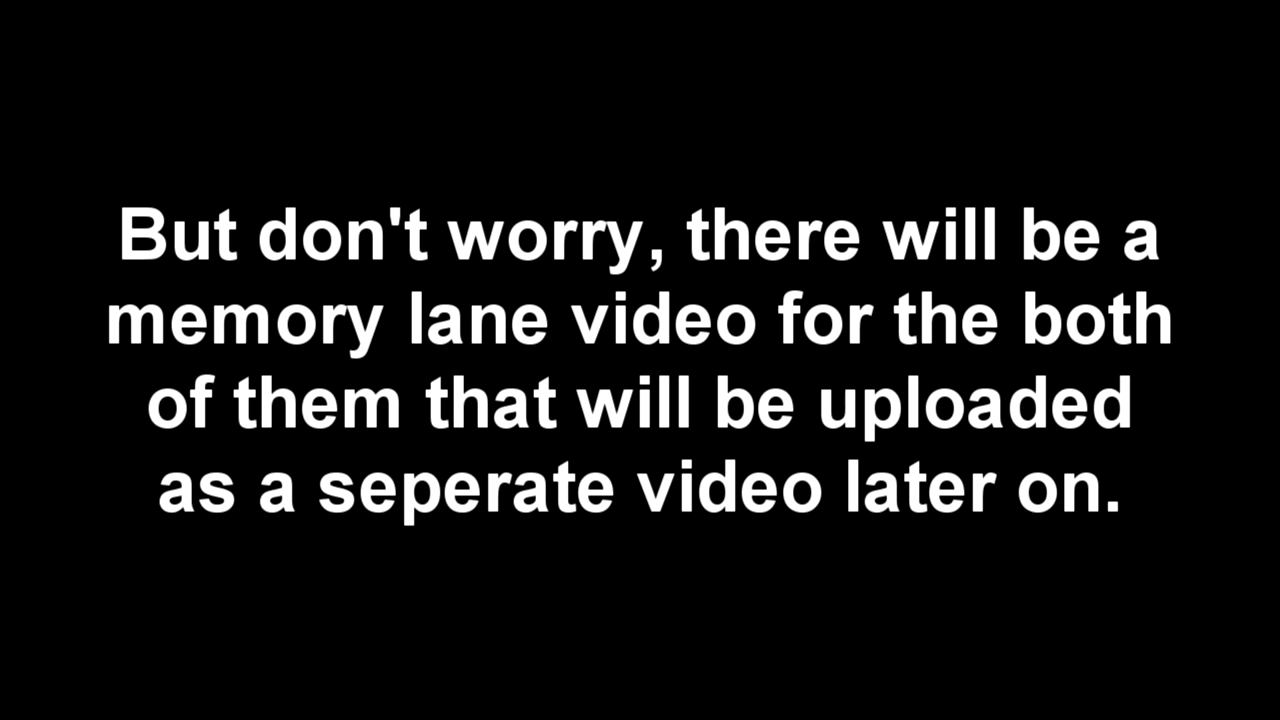 But don't worry, there will be a
memory lane video for the both
of them that will be uploaded
as a seperate video later on.